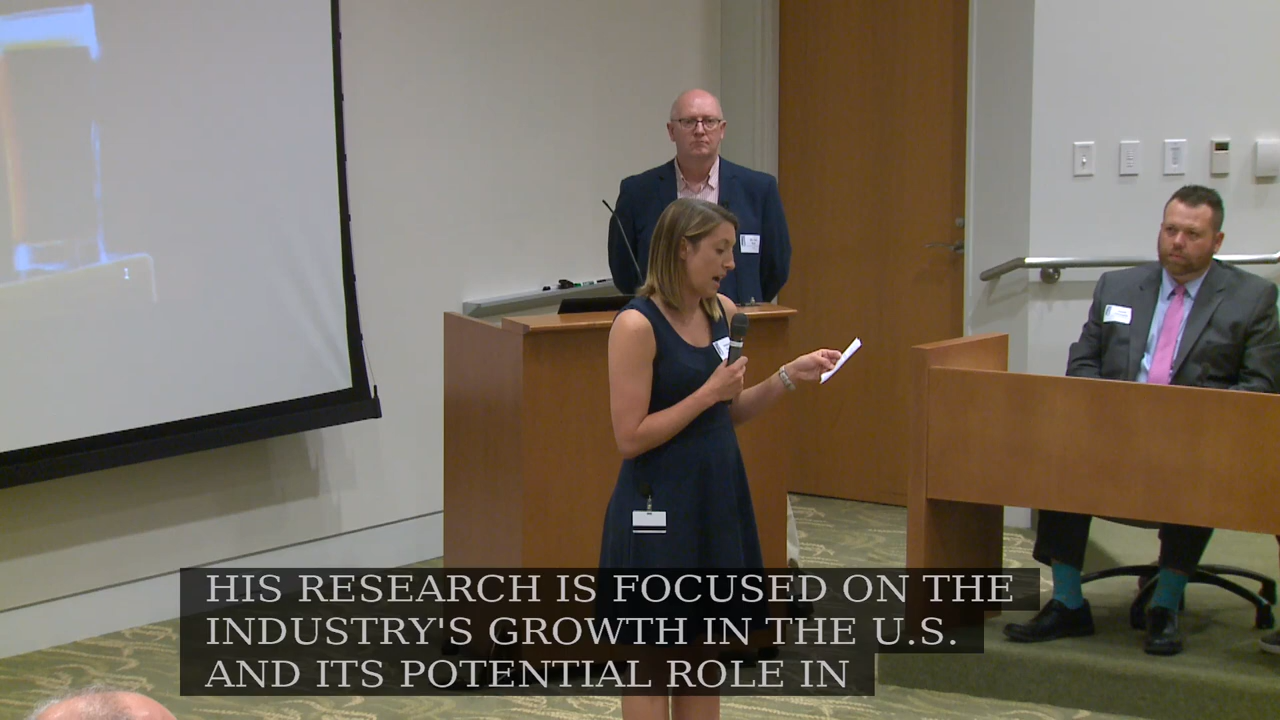 HIS RESEARCH IS FOCUSED ON THE
INDUSTRY'S GROWTH IN THE U.S.
AND ITS POTENTIAL ROLE IN